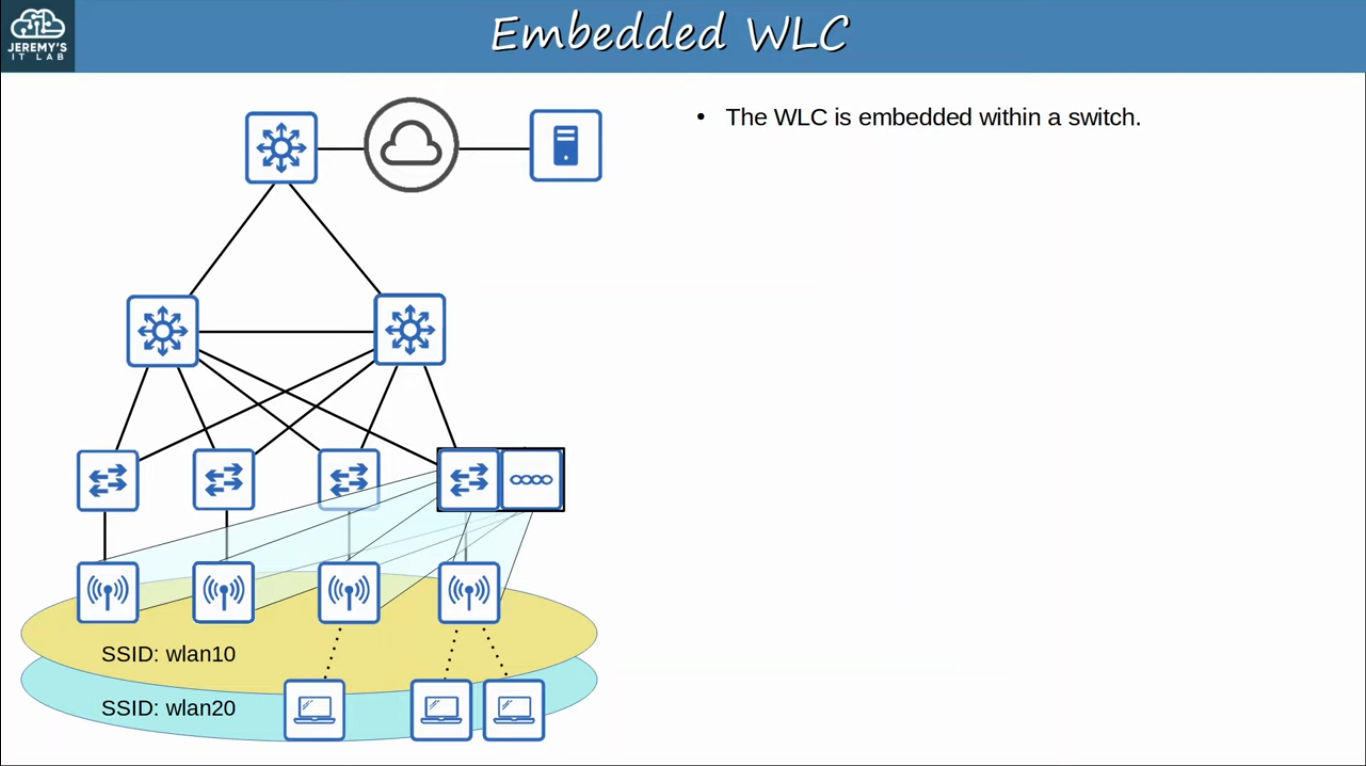 JEREMY'S
IT LAB
Embedded WLC
• The WLC is embedded within a switch.
SSID: wlan10
SSID: wlan20